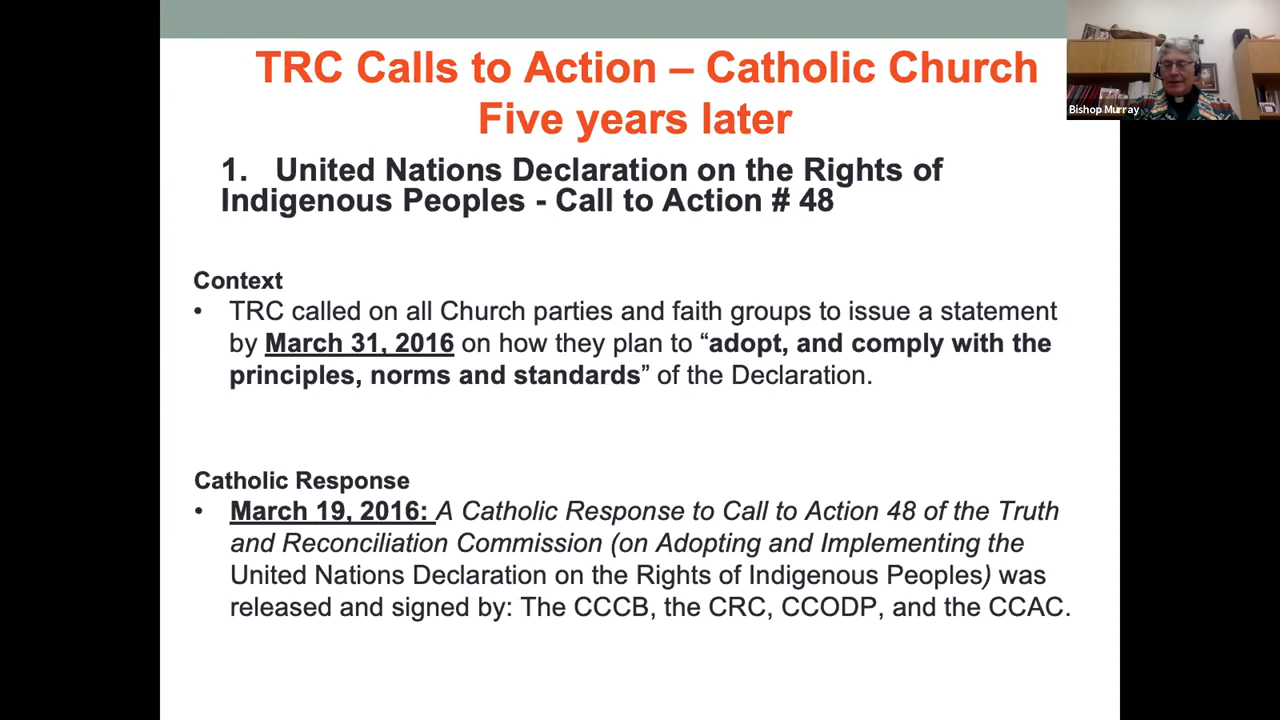 TRC Calls to Action – Catholic Church
Five years later
Bishop Murray
1. United Nations Declaration on the Rights of
Indigenous Peoples - Call to Action # 48
Context
• TRC called on all Church parties and faith groups to issue a statement
by March 31, 2016 on how they plan to “adopt, and comply with the
principles, norms and standards” of the Declaration.
Catholic Response
• March 19, 2016: A Catholic Response to Call to Action 48 of the Truth
and Reconciliation Commission (on Adopting and Implementing the
United Nations Declaration on the Rights of Indigenous Peoples) was
released and signed by: The CCCB, the CRC, CCODP, and the CCAC.